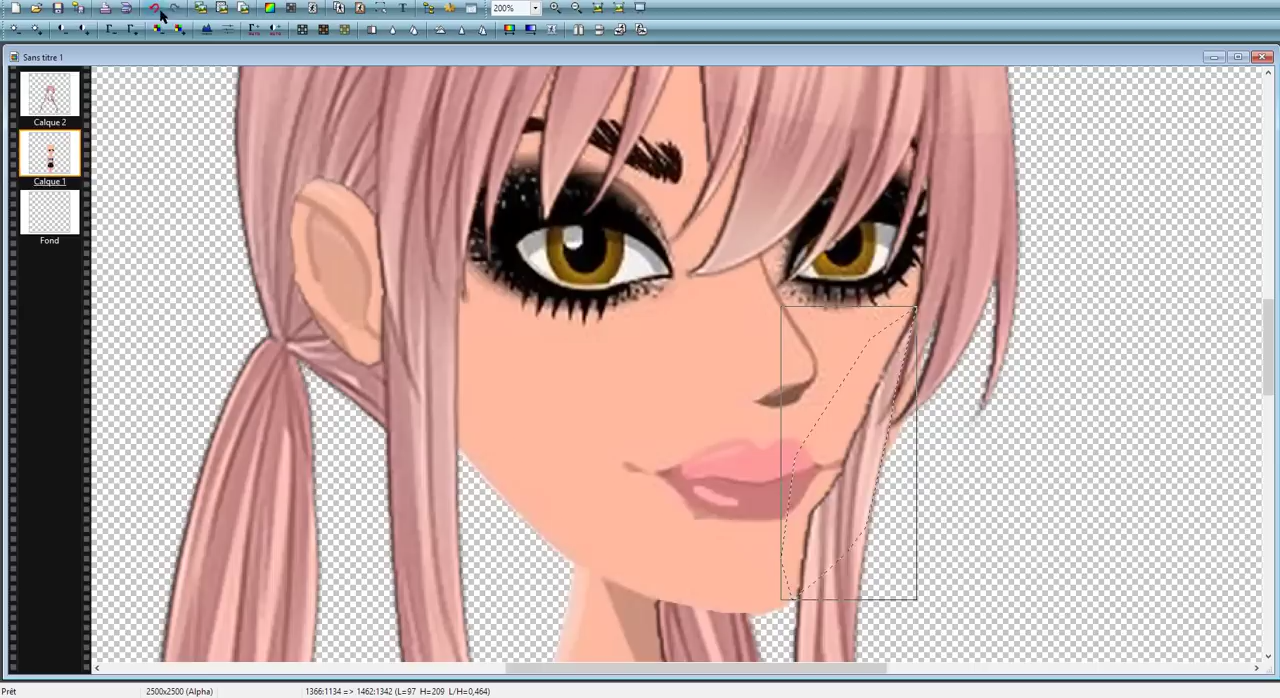 200%
Sans titre 1
Calque 2
Calque 1
Fond
Prêt
2500x2500 (Alpha)
1366:1134 => 1462:1342 (L=97 H=209 L/H=0,464)